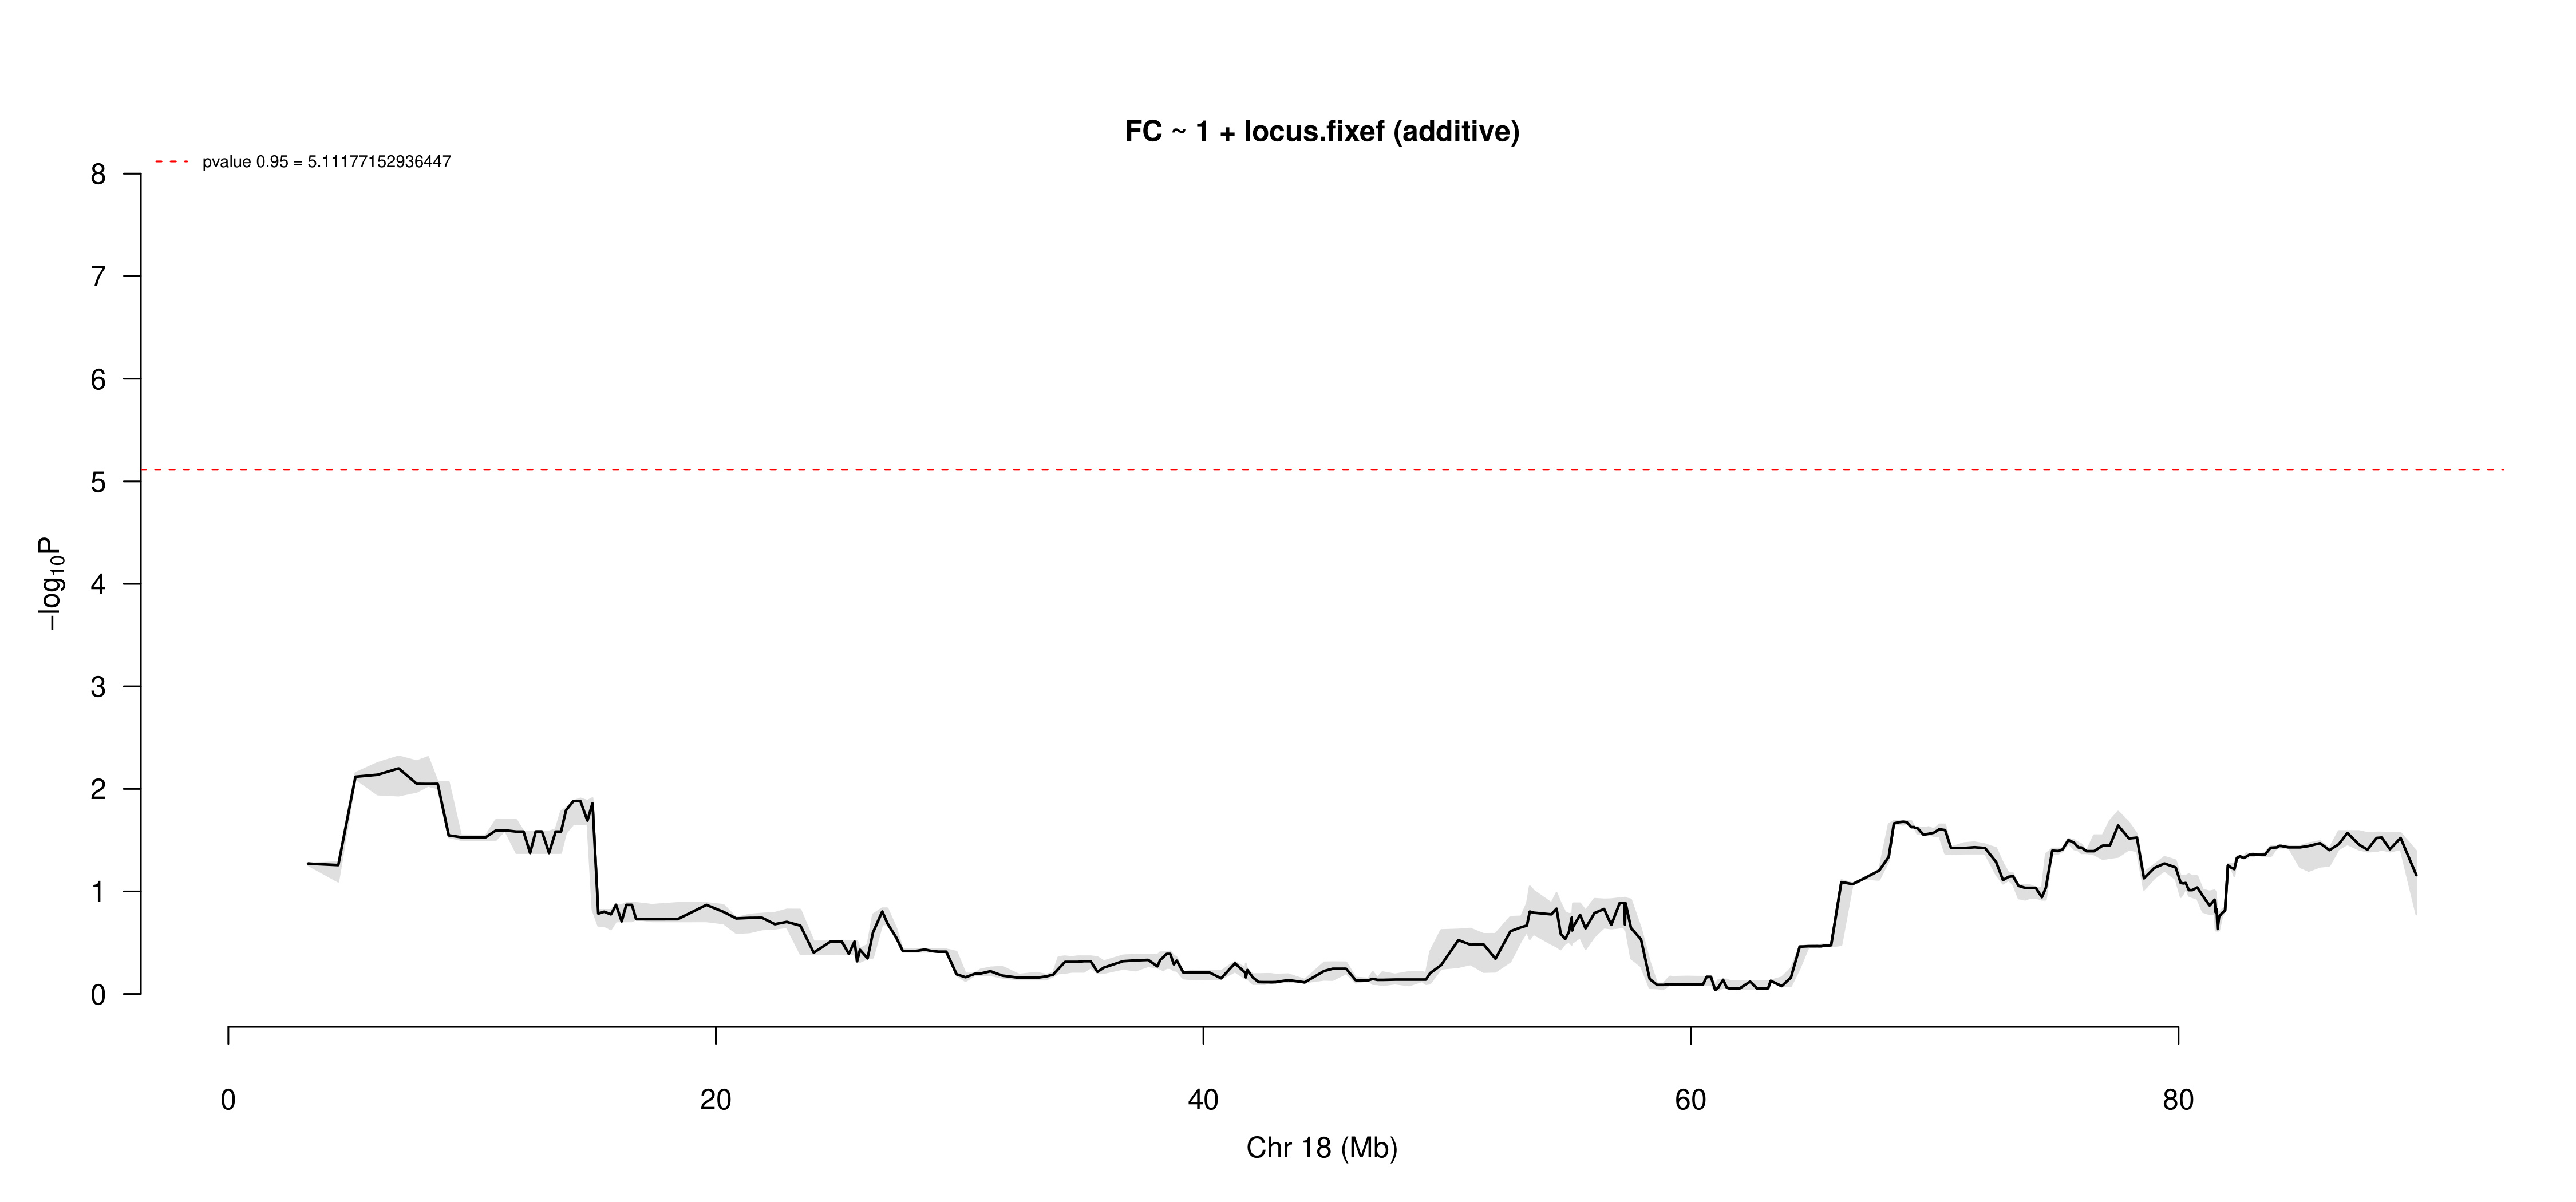 FC ~ 1 + locus.fixef (additive)
pvalue 0.95 = 5.11177152936447
8
7
6
5
4
3
2
1
0
−log10P
0 20 40 60 80
Chr 18 (Mb)